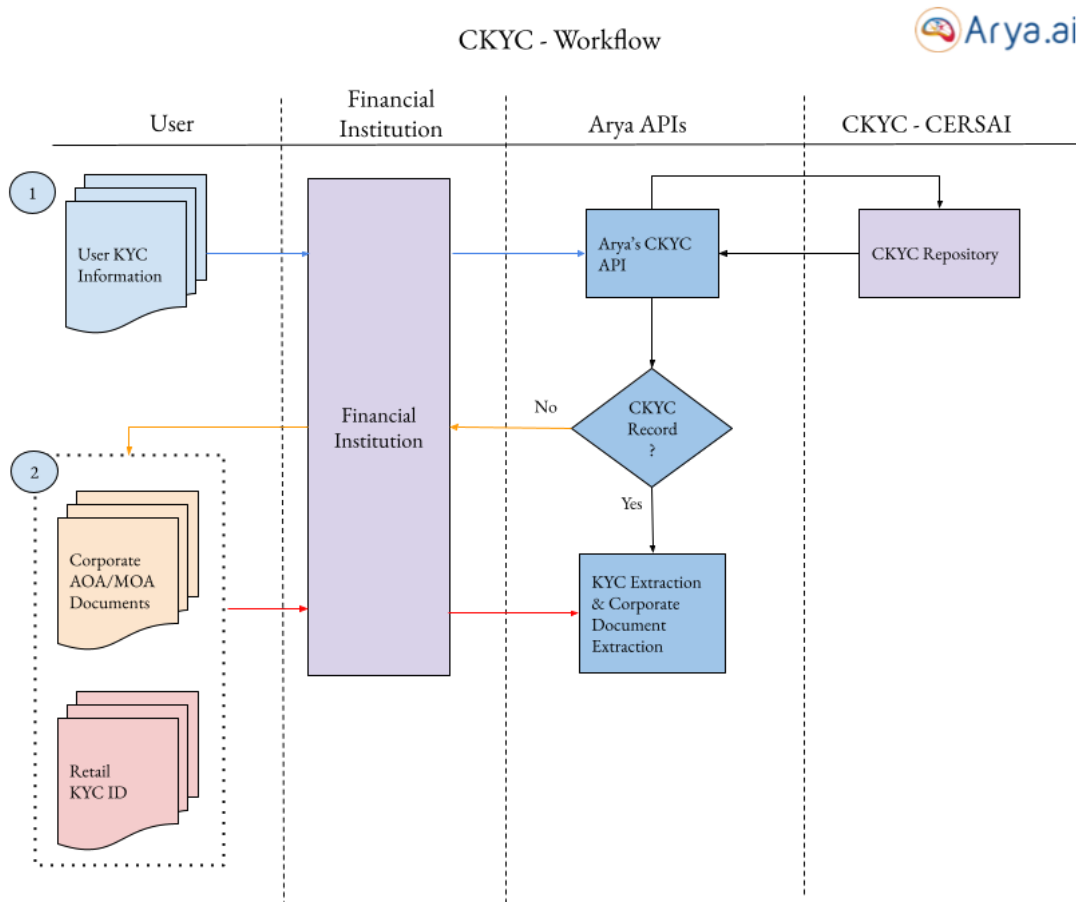 CKYC - Workflow
Arya.ai
User
Financial
Institution
Arya APIs
CKYC - CERSAI
1
User KYC
Information
Arya's CKYC
API
CKYC Repository
Financial
Institution
No
CKYC
Record
?
Yes
2
Corporate
AOA/MOA
Documents
KYC Extraction
& Corporate
Document
Extraction
Retail
KYC ID